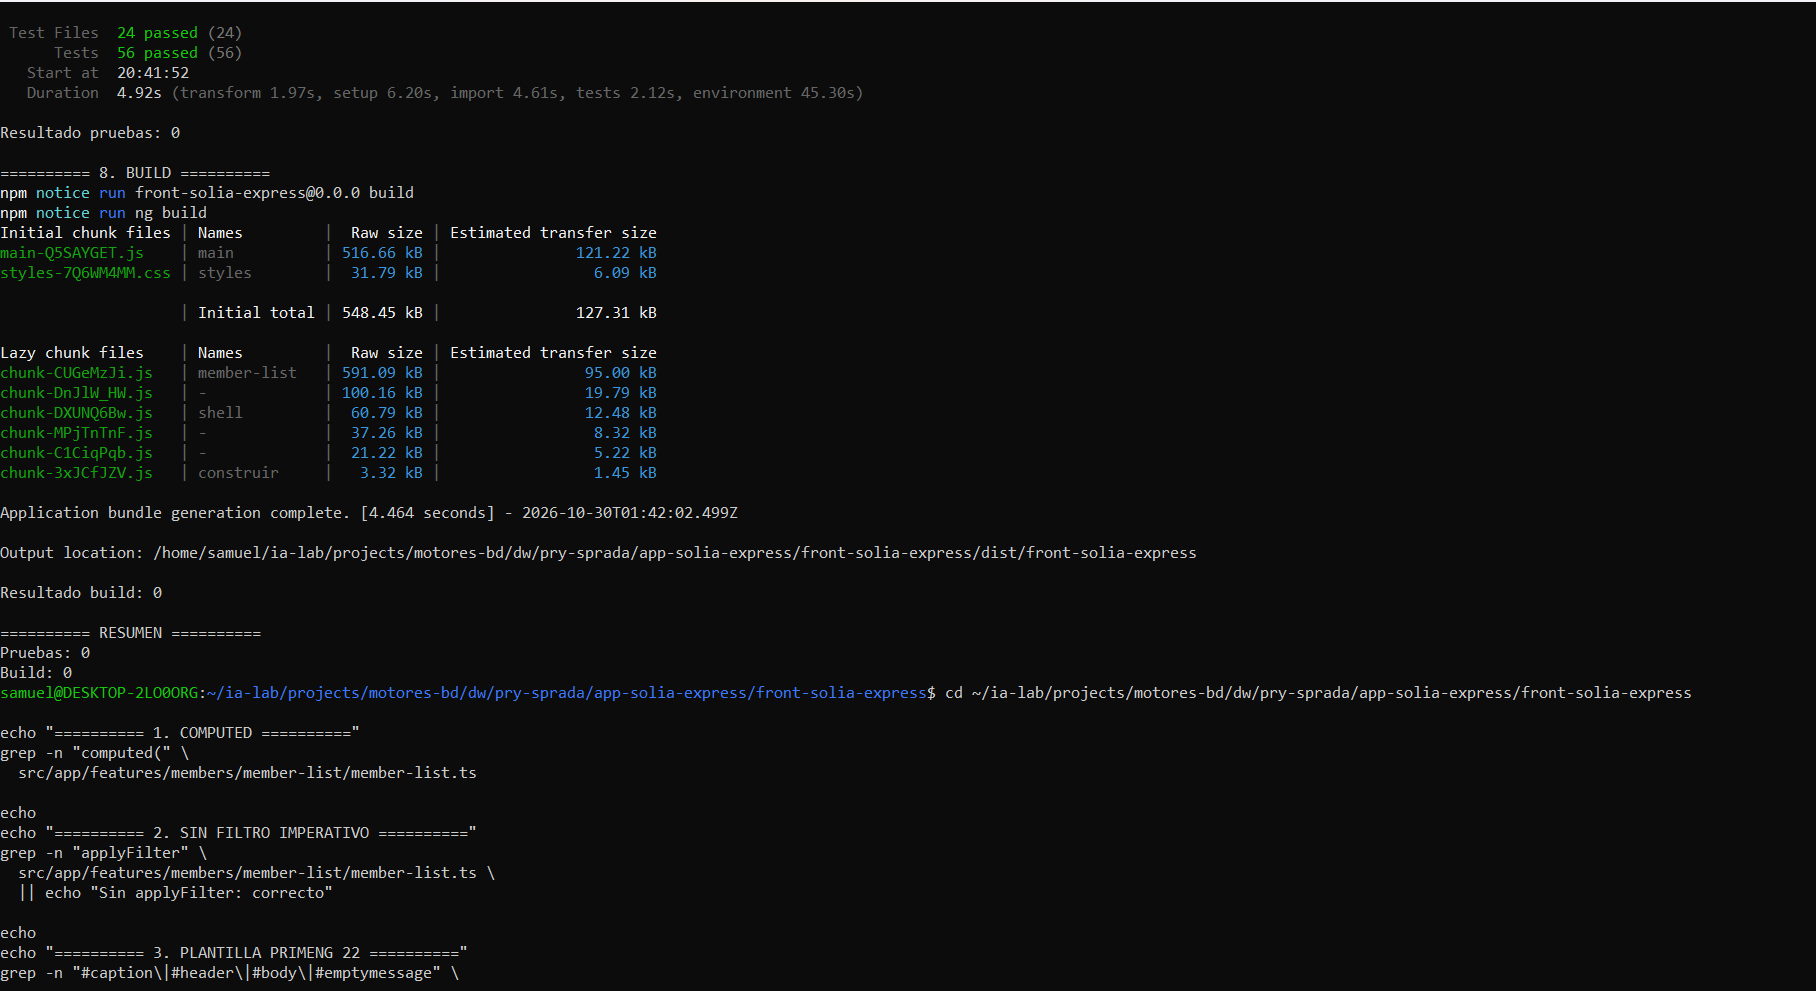 Test Files  24 passed (24)
Tests  56 passed (56)
Start at  20:41:52
Duration  4.92s (transform 1.97s, setup 6.20s, import 4.61s, tests 2.12s, environment 45.30s)
Resultado pruebas: 0
========== 8. BUILD ==========
npm notice run front-solia-express@0.0.0 build
npm notice run ng build
Initial chunk files | Names | Raw size | Estimated transfer size
main-Q5SAYGET.js | main | 516.66 kB | 121.22 kB
styles-7Q6WM4MM.css | styles | 31.79 kB | 6.09 kB
| Initial total | 548.45 kB | 127.31 kB
Lazy chunk files | Names | Raw size | Estimated transfer size
chunk-CUGeMzJi.js | member-list | 591.09 kB | 95.00 kB
chunk-DnJlW_HW.js | - | 100.16 kB | 19.79 kB
chunk-DXUNQ6Bw.js | shell | 60.79 kB | 12.48 kB
chunk-MPjTnTnF.js | - | 37.26 kB | 8.32 kB
chunk-C1CiqPqb.js | - | 21.22 kB | 5.22 kB
chunk-3xJCfJZV.js | construir | 3.32 kB | 1.45 kB
Application bundle generation complete. [4.464 seconds] - 2026-10-30T01:42:02.499Z
Output location: /home/samuel/ia-lab/projects/motores-bd/dw/pry-sprada/app-solia-express/front-solia-express/dist/front-solia-express
Resultado build: 0
========== RESUMEN ==========
Pruebas: 0
Build: 0
samuel@DESKTOP-2LO0ORG:~/ia-lab/projects/motores-bd/dw/pry-sprada/app-solia-express/front-solia-express$ cd ~/ia-lab/projects/motores-bd/dw/pry-sprada/app-solia-express/front-solia-express
echo "========== 1. COMPUTED =========="
grep -n "computed(" \
src/app/features/members/member-list/member-list.ts
echo
echo "========== 2. SIN FILTRO IMPERATIVO =========="
grep -n "applyFilter" \
src/app/features/members/member-list/member-list.ts \
|| echo "Sin applyFilter: correcto"
echo
echo "========== 3. PLANTILLA PRIMENG 22 =========="
grep -n "#caption\|#header\|#body\|#emptymessage" \